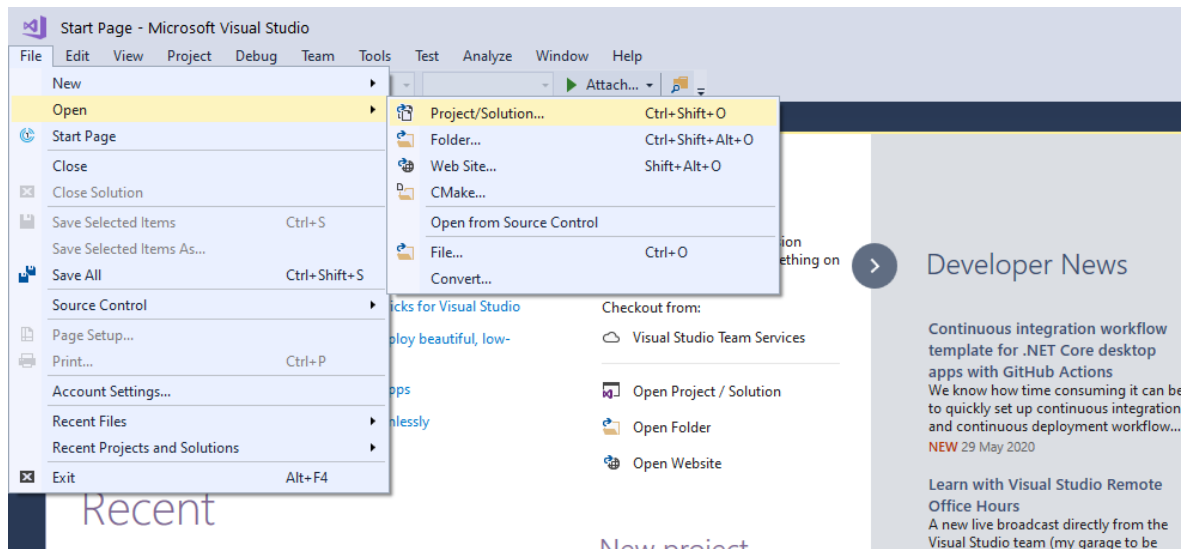 Start Page - Microsoft Visual Studio
File Edit View Project Debug Team Tools Test Analyze Window Help
Attach...
New
Open
Start Page
Close
Close Solution
Save Selected Items Ctrl+S
Save Selected Items As...
Save All Ctrl+Shift+S
Source Control
Page Setup...
Print... Ctrl+P
Account Settings...
Recent Files
Recent Projects and Solutions
Exit Alt+F4
Project/Solution... Ctrl+Shift+O
Folder... Ctrl+Shift+Alt+O
Web Site... Shift+Alt+O
CMake...
Open from Source Control
File... Ctrl+O
Convert...
icks for Visual Studio
ploy beautiful, low-
Recent
ething on
Checkout from:
Visual Studio Team Services
Open Project / Solution
Open Folder
Open Website
New project
Developer News
Continuous integration workflow
template for .NET Core desktop
apps with GitHub Actions
We know how time consuming it can be
to quickly set up continuous integration
and continuous deployment workflow...
NEW 29 May 2020
Learn with Visual Studio Remote
Office Hours
A new live broadcast directly from the
Visual Studio team (my garage to be